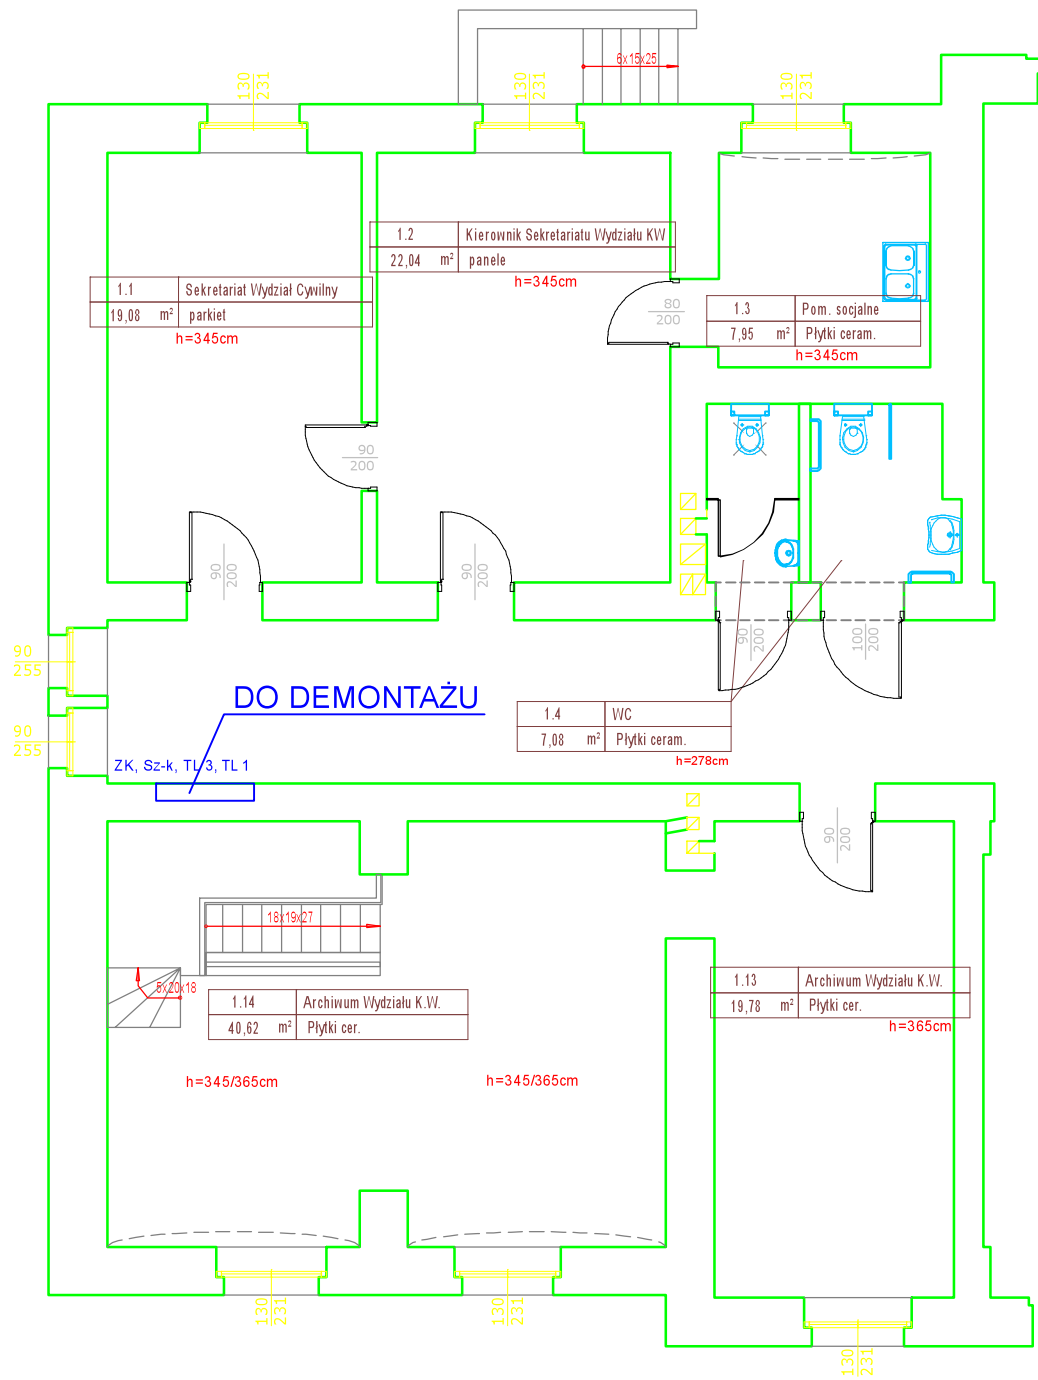 6x15x25
130
231
130
231
130
231
1.2 Kierownik Sekretariatu Wydziału KW
22,04 m² panele
h=345cm
1.1 Sekretariat Wydział Cywilny
19,08 m² parkiet
h=345cm
80
200
1.3 Pom. socjalne
7,95 m² Płytki ceram.
h=345cm
90
200
90
200
90
200
90
200
100
200
90
255
90
255
DO DEMONTAŻU
ZK, Sz-k, TL 3, TL 1
1.4 WC
7,08 m² Płytki ceram.
h=278cm
90
200
18x19x27
5x20x18
1.14 Archiwum Wydziału K.W.
40,62 m² Płytki cer.
1.13 Archiwum Wydziału K.W.
19,78 m² Płytki cer.
h=365cm
h=345/365cm
h=345/365cm
130
231
130
231
130
231